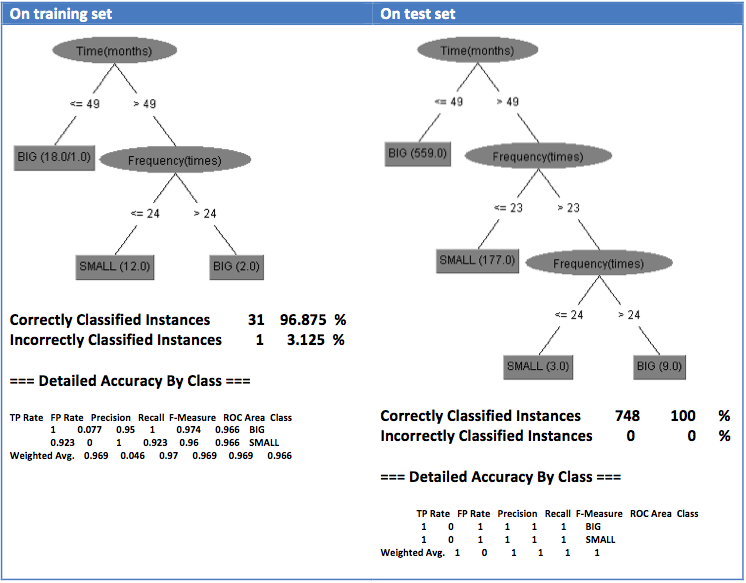 On training set
Time(months)
<= 49 > 49
BIG (18.0/1.0)
Frequency(times)
<= 24 > 24
SMALL (12.0)
BIG (2.0)
Correctly Classified Instances 31 96.875 %
Incorrectly Classified Instances 1 3.125 %
=== Detailed Accuracy By Class ===
TP Rate FP Rate Precision Recall F-Measure ROC Area Class
1 0.077 0.95 1 0.974 0.966 BIG
0.923 0 1 0.923 0.96 0.966 SMALL
Weighted Avg. 0.969 0.046 0.97 0.969 0.969 0.966
On test set
Time(months)
<= 49 > 49
BIG (559.0)
Frequency(times)
<= 23 > 23
SMALL (177.0)
Frequency(times)
<= 24 > 24
SMALL (3.0)
BIG (9.0)
Correctly Classified Instances 748 100 %
Incorrectly Classified Instances 0 0 %
=== Detailed Accuracy By Class ===
TP Rate FP Rate Precision Recall F-Measure ROC Area Class
1 0 1 1 1 1 BIG
1 0 1 1 1 1 SMALL
Weighted Avg. 1 0 1 1 1 1